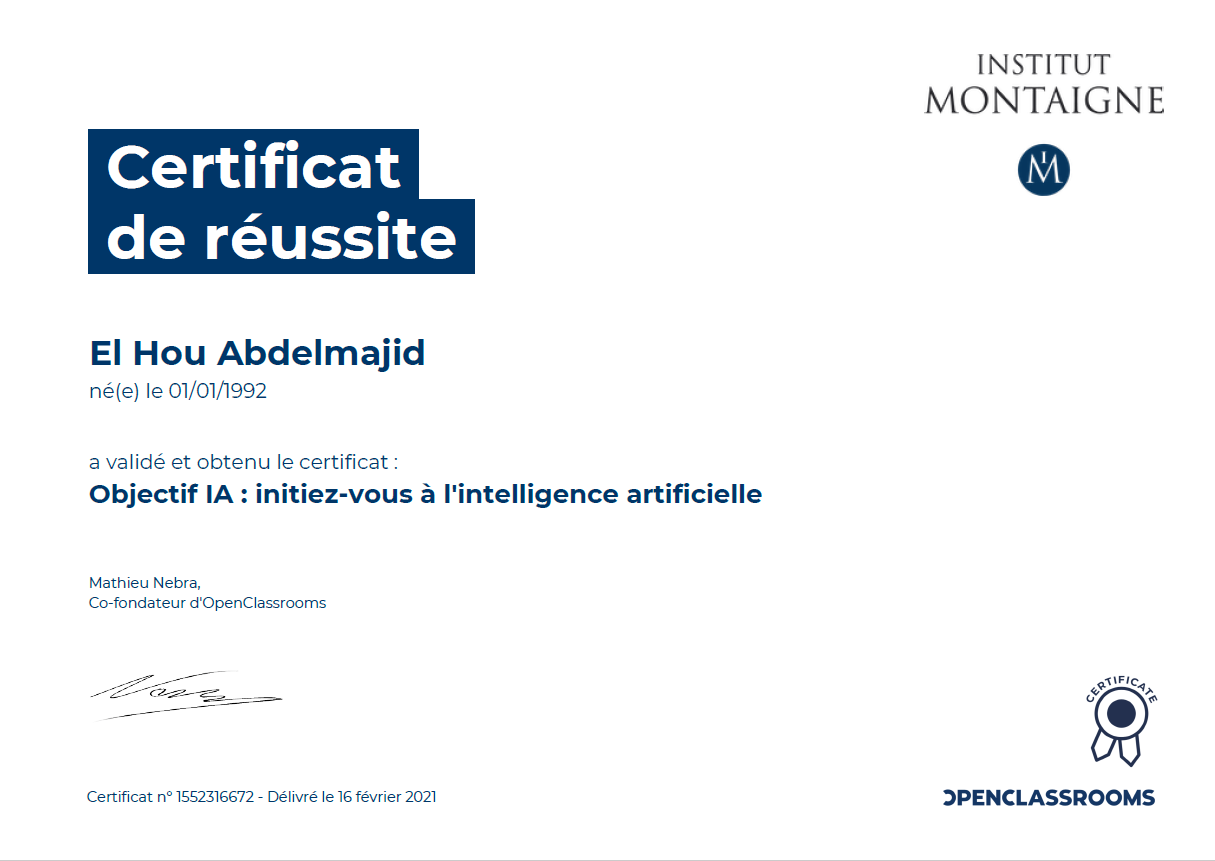 INSTITUT
MONTAIGNE
IM
Certificat
de réussite
El Hou Abdelmajid
né(e) le 01/01/1992
a validé et obtenu le certificat :
Objectif IA : initiez-vous à l'intelligence artificielle
Mathieu Nebra,
Co-fondateur d'OpenClassrooms
CERTIFICATE
Certificat n° 1552316672 - Délivré le 16 février 2021
OPENCLASSROOMS